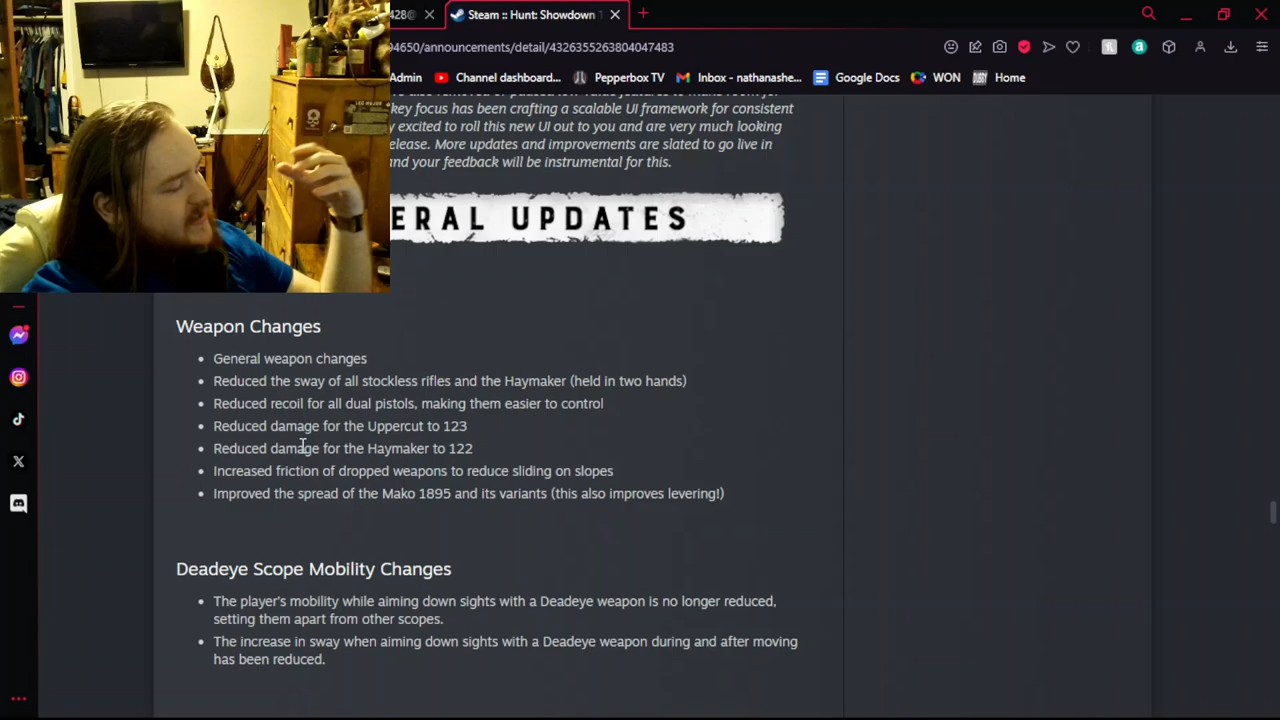 428@
Steam :: Hunt: Showdown 1
04650/announcements/detail/4326355263804047483
Admin
Channel dashboard...
Pepperbox TV
Inbox - nathanashe...
Google Docs
WON
Home
key focus has been crafting a scalable UI framework for consistent
excited to roll this new UI out to you and are very much looking
elease. More updates and improvements are slated to go live in
and your feedback will be instrumental for this.
ERAL UPDATES
Weapon Changes
• General weapon changes
• Reduced the sway of all stockless rifles and the Haymaker (held in two hands)
• Reduced recoil for all dual pistols, making them easier to control
• Reduced damage for the Uppercut to 123
• Reduced damage for the Haymaker to 122
• Increased friction of dropped weapons to reduce sliding on slopes
• Improved the spread of the Mako 1895 and its variants (this also improves levering!)
Deadeye Scope Mobility Changes
• The player's mobility while aiming down sights with a Deadeye weapon is no longer reduced,
setting them apart from other scopes.
• The increase in sway when aiming down sights with a Deadeye weapon during and after moving
has been reduced.